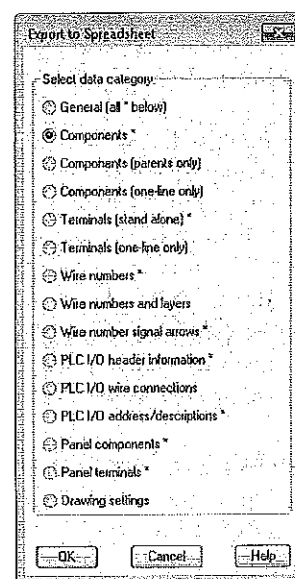 Export to Spreadsheet
Select data category:
General (all * below)
Components *
Components (parents only)
Components (one-line only)
Terminals (stand alone) *
Terminals (one-line only)
Wire numbers *
Wire numbers and layers
Wire number signal arrows *
PLC I/O header information *
PLC I/O wire connections
PLC I/O address/descriptions *
Panel components *
Panel terminals *
Drawing settings
OK Cancel Help